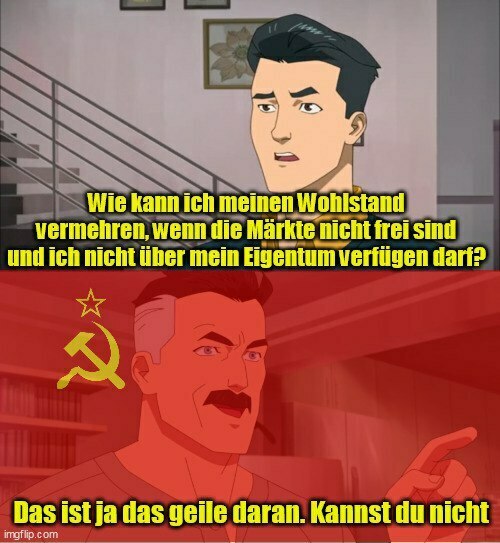 Wie kann ich meinen Wohlstand
vermehren, wenn die Märkte nicht frei sind
und ich nicht über mein Eigentum verfügen darf?
Das ist ja das geile daran. Kannst du nicht
imgflip.com